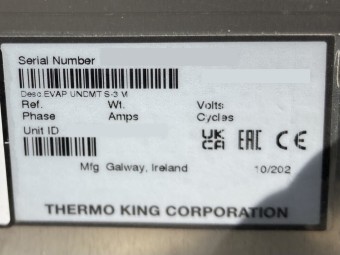 Serial Number
Desc.EVAP UNDMT S-3 M
Ref. Wt. Volts
Phase Amps Cycles
Unit ID
UK CA EAC CE
Mfg Galway, Ireland 10/202
THERMO KING CORPORATION